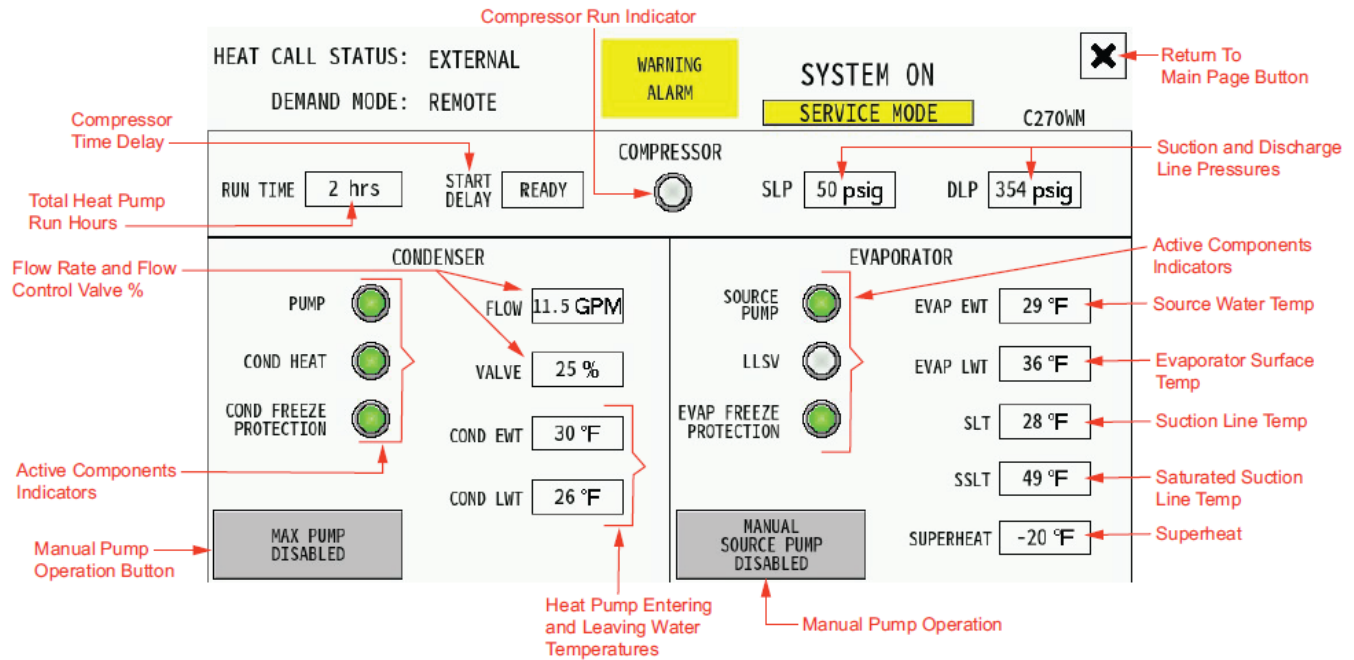 Compressor Run Indicator
HEAT CALL STATUS: EXTERNAL
DEMAND MODE: REMOTE
WARNING
ALARM
SYSTEM ON
SERVICE MODE
C270WM
Return To
Main Page Button
Compressor
Time Delay
Total Heat Pump
Run Hours
RUN TIME 2 hrs
START
DELAY
READY
COMPRESSOR
SLP 50 psig
DLP 354 psig
Suction and Discharge
Line Pressures
Flow Rate and Flow
Control Valve %
CONDENSER
PUMP
COND HEAT
COND FREEZE
PROTECTION
FLOW 11.5 GPM
VALVE 25 %
COND EWT 30 °F
COND LWT 26 °F
Active Components
Indicators
MAX PUMP
DISABLED
Manual Pump
Operation Button
Heat Pump Entering
and Leaving Water
Temperatures
EVAPORATOR
SOURCE
PUMP
LLSV
EVAP FREEZE
PROTECTION
EVAP EWT 29 °F
EVAP LWT 36 °F
SLT 28 °F
SSLT 49 °F
SUPERHEAT -20 °F
MANUAL
SOURCE PUMP
DISABLED
Manual Pump Operation
Active Components
Indicators
Source Water Temp
Evaporator Surface
Temp
Suction Line Temp
Saturated Suction
Line Temp
Superheat